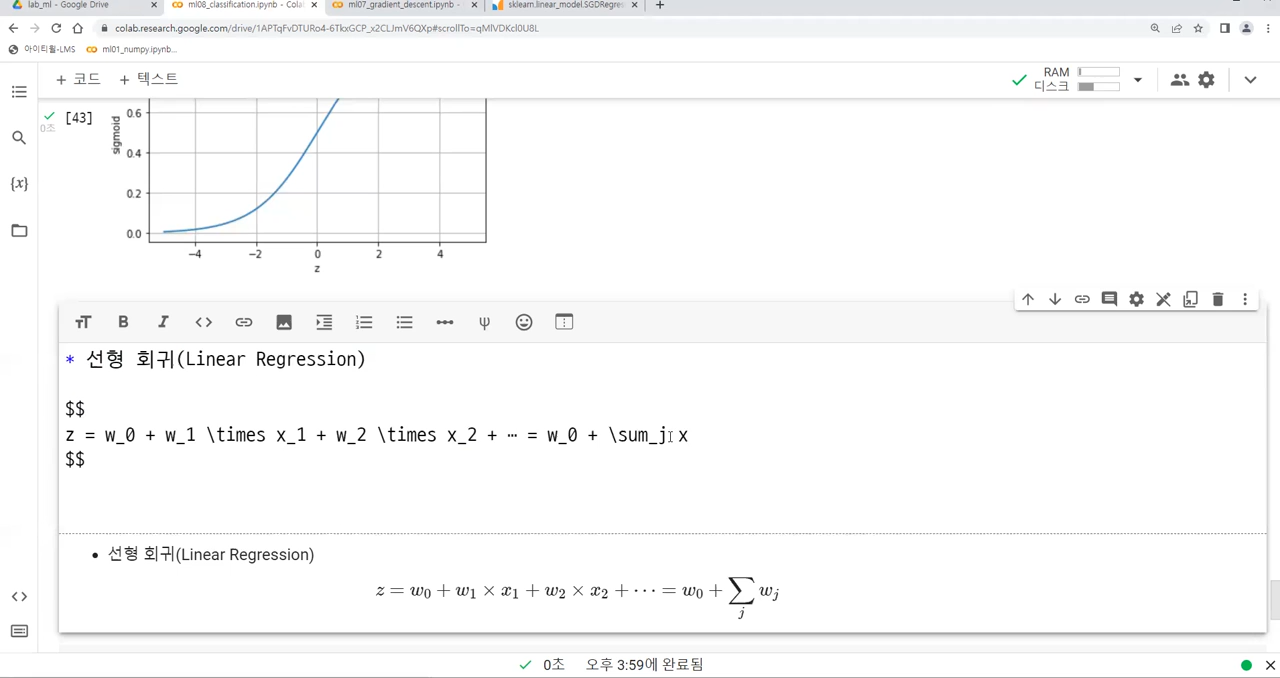 lab_ml - Google Drive
ml08_classification.ipynb - Colab
ml07_gradient_descent.ipynb -
sklearn.linear_model.SGDRegres
colab.research.google.com/drive/1APTqFvDTURo4-6TkxGCP_x2CLJmV6QXp#scrollTo=qMlVDKcl0U8L
아이티윌-LMS
ml01_numpy.ipynb...
+ 코드 + 텍스트
RAM
디스크
0초
[43]
sigmoid
0.6
0.4
0.2
0.0
−4 −2 0 2 4
z
{x}
* 선형 회귀(Linear Regression)
$$
z = w_0 + w_1 \times x_1 + w_2 \times x_2 + ⋯ = w_0 + \sum_j x
$$
• 선형 회귀(Linear Regression)
z = w₀ + w₁ × x₁ + w₂ × x₂ + ⋯ = w₀ + ∑ⱼ wⱼ
0초 오후 3:59에 완료됨